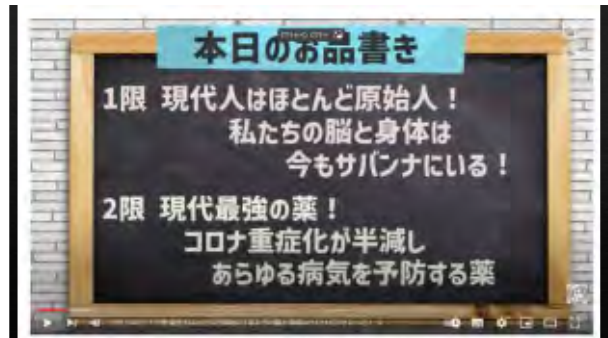 本日のお品書き
1限 現代人はほとんど原始人！
私たちの脳と身体は
今もサバンナにいる！
2限 現代最強の薬！
コロナ重症化が半減し
あらゆる病気を予防する薬